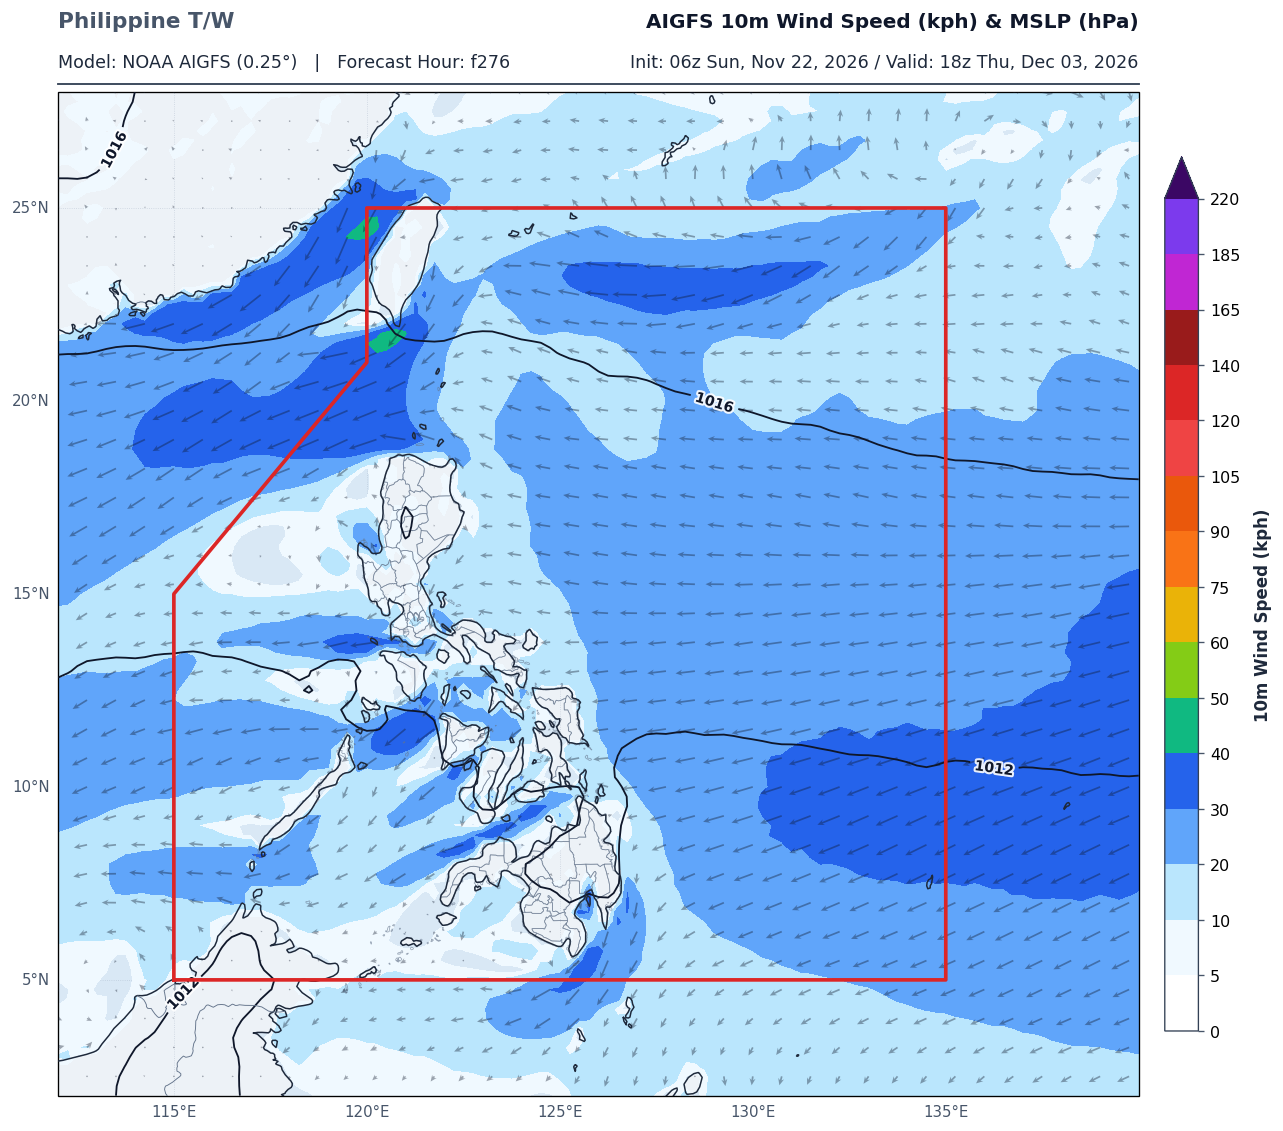 Philippine T/W
AIGFS 10m Wind Speed (kph) & MSLP (hPa)
Model: NOAA AIGFS (0.25°) | Forecast Hour: f276
Init: 06z Sun, Nov 22, 2026 / Valid: 18z Thu, Dec 03, 2026
1016
25°N
20°N
15°N
10°N
5°N
1016
1012
1012
115°E
120°E
125°E
130°E
135°E
220
185
165
140
120
105
90
75
60
50
40
30
20
10
5
0
10m Wind Speed (kph)